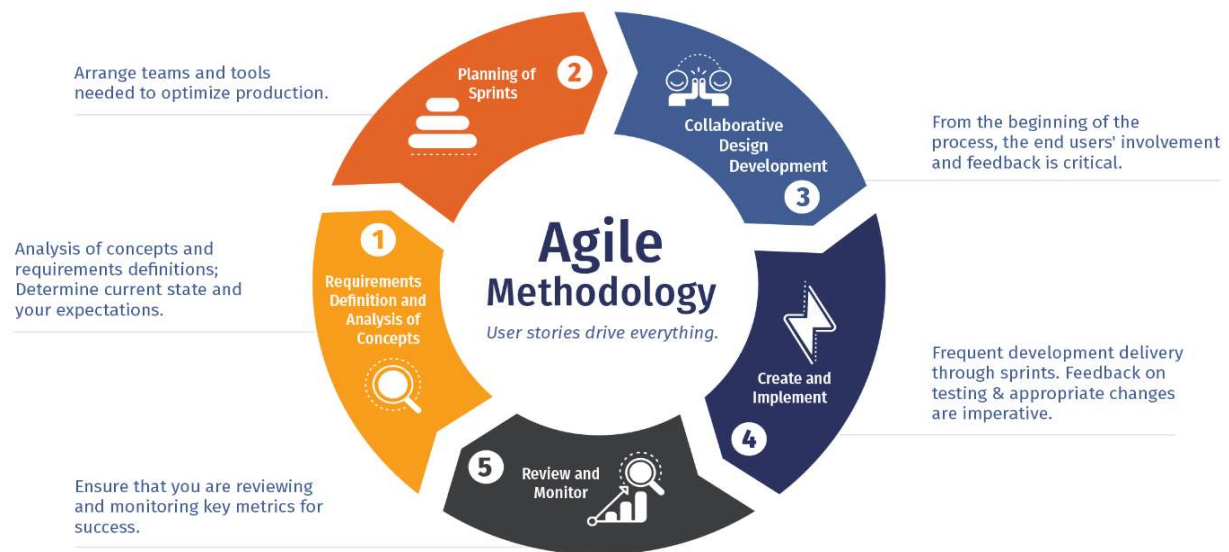 Agile
Methodology
User stories drive everything.
1
Requirements
Definition and
Analysis of
Concepts
Analysis of concepts and
requirements definitions;
Determine current state and
your expectations.
2
Planning of
Sprints
Arrange teams and tools
needed to optimize production.
Collaborative
Design
Development
3
From the beginning of the
process, the end users' involvement
and feedback is critical.
Create and
Implement
4
Frequent development delivery
through sprints. Feedback on
testing & appropriate changes
are imperative.
5
Review and
Monitor
Ensure that you are reviewing
and monitoring key metrics for
success.